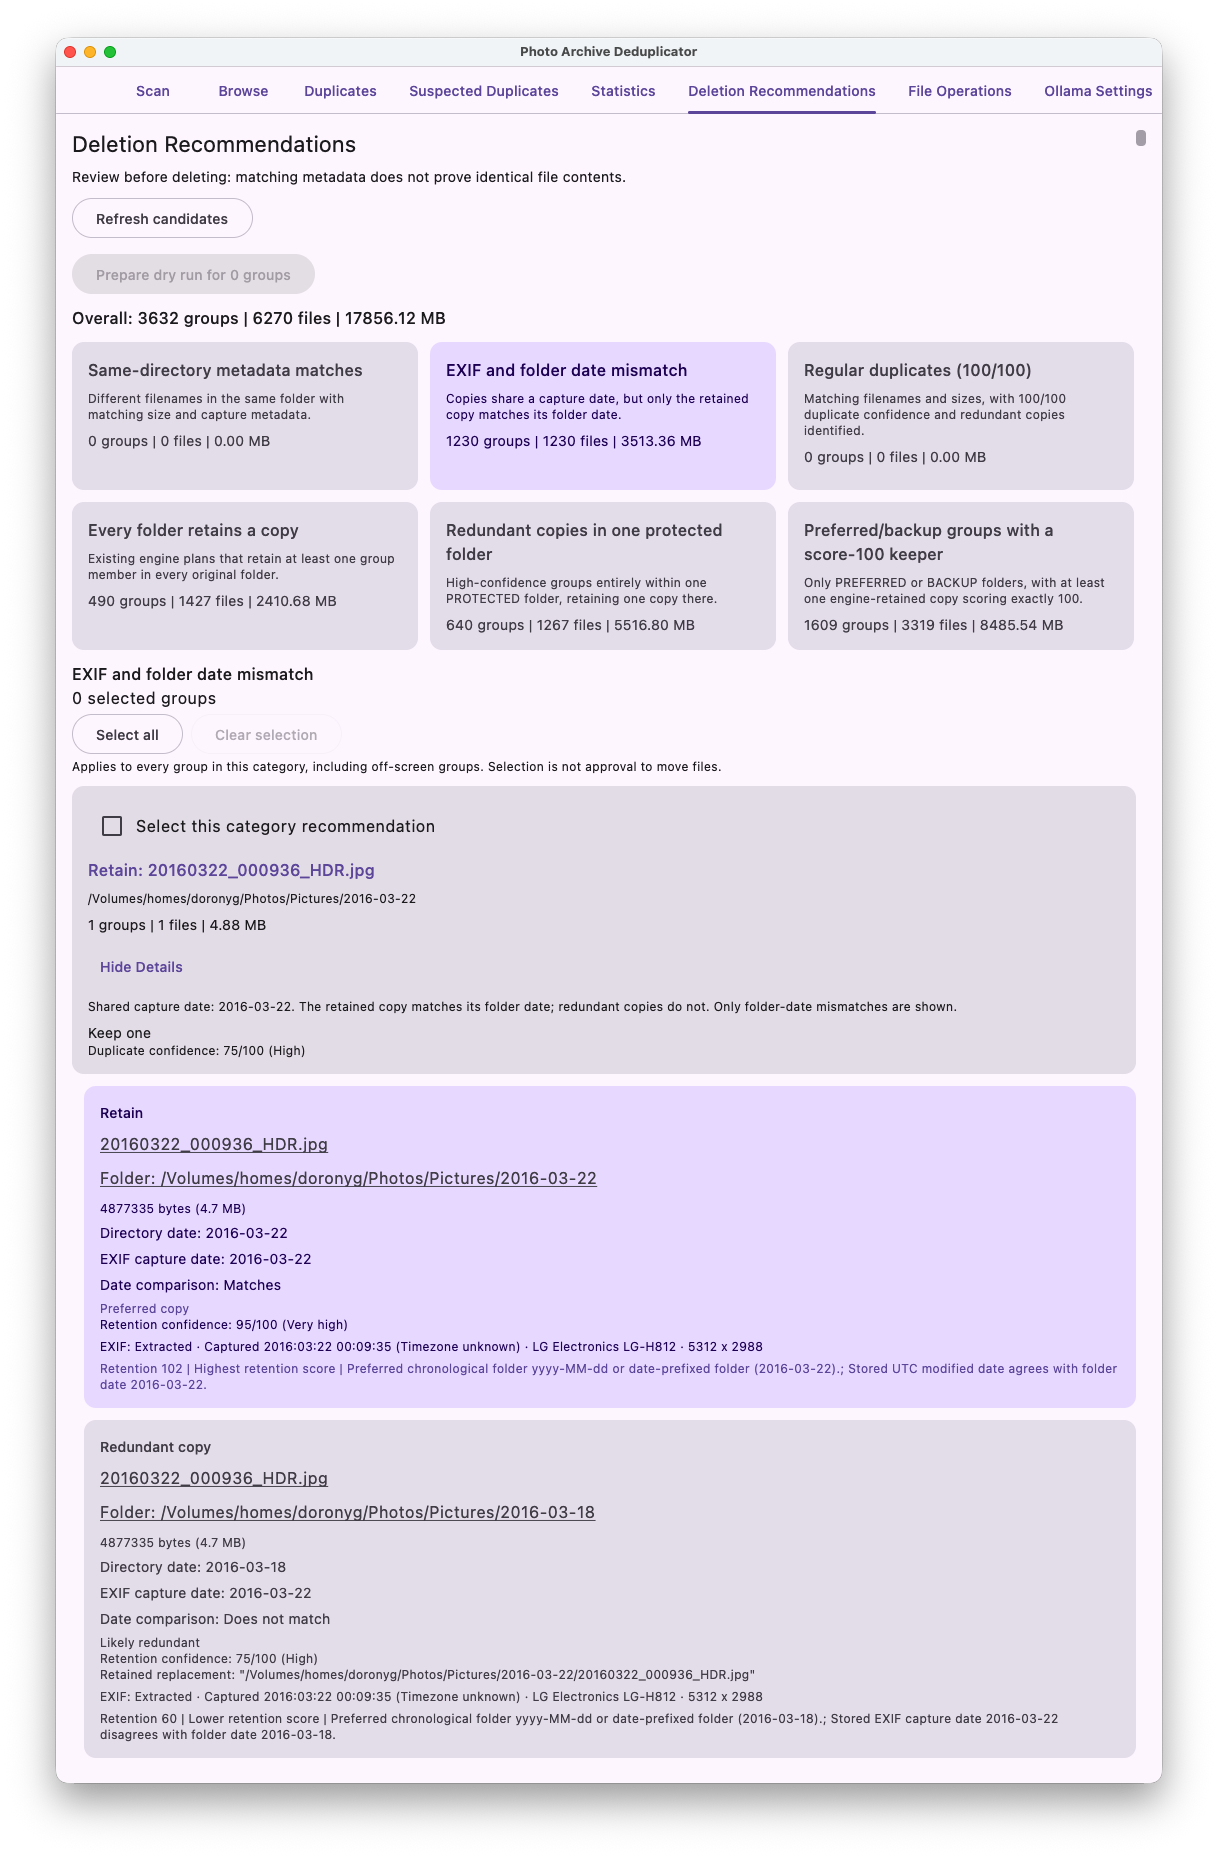 Photo Archive Deduplicator
Scan Browse Duplicates Suspected Duplicates Statistics Deletion Recommendations File Operations Ollama Settings
Deletion Recommendations
Review before deleting: matching metadata does not prove identical file contents.
Refresh candidates
Prepare dry run for 0 groups
Overall: 3632 groups | 6270 files | 17856.12 MB
Same-directory metadata matches
Different filenames in the same folder with
matching size and capture metadata.
0 groups | 0 files | 0.00 MB
EXIF and folder date mismatch
Copies share a capture date, but only the retained
copy matches its folder date.
1230 groups | 1230 files | 3513.36 MB
Regular duplicates (100/100)
Matching filenames and sizes, with 100/100
duplicate confidence and redundant copies
identified.
0 groups | 0 files | 0.00 MB
Every folder retains a copy
Existing engine plans that retain at least one group
member in every original folder.
490 groups | 1427 files | 2410.68 MB
Redundant copies in one protected
folder
High-confidence groups entirely within one
PROTECTED folder, retaining one copy there.
640 groups | 1267 files | 5516.80 MB
Preferred/backup groups with a
score-100 keeper
Only PREFERRED or BACKUP folders, with at least
one engine-retained copy scoring exactly 100.
1609 groups | 3319 files | 8485.54 MB
EXIF and folder date mismatch
0 selected groups
Select all Clear selection
Applies to every group in this category, including off-screen groups. Selection is not approval to move files.
Select this category recommendation
Retain: 20160322_000936_HDR.jpg
/Volumes/homes/doronyg/Photos/Pictures/2016-03-22
1 groups | 1 files | 4.88 MB
Hide Details
Shared capture date: 2016-03-22. The retained copy matches its folder date; redundant copies do not. Only folder-date mismatches are shown.
Keep one
Duplicate confidence: 75/100 (High)
Retain
20160322_000936_HDR.jpg
Folder: /Volumes/homes/doronyg/Photos/Pictures/2016-03-22
4877335 bytes (4.7 MB)
Directory date: 2016-03-22
EXIF capture date: 2016-03-22
Date comparison: Matches
Preferred copy
Retention confidence: 95/100 (Very high)
EXIF: Extracted · Captured 2016:03:22 00:09:35 (Timezone unknown) · LG Electronics LG-H812 · 5312 x 2988
Retention 102 | Highest retention score | Preferred chronological folder yyyy-MM-dd or date-prefixed folder (2016-03-22).; Stored UTC modified date agrees with folder
date 2016-03-22.
Redundant copy
20160322_000936_HDR.jpg
Folder: /Volumes/homes/doronyg/Photos/Pictures/2016-03-18
4877335 bytes (4.7 MB)
Directory date: 2016-03-18
EXIF capture date: 2016-03-22
Date comparison: Does not match
Likely redundant
Retention confidence: 75/100 (High)
Retained replacement: "/Volumes/homes/doronyg/Photos/Pictures/2016-03-22/20160322_000936_HDR.jpg"
EXIF: Extracted · Captured 2016:03:22 00:09:35 (Timezone unknown) · LG Electronics LG-H812 · 5312 x 2988
Retention 60 | Lower retention score | Preferred chronological folder yyyy-MM-dd or date-prefixed folder (2016-03-18).; Stored EXIF capture date 2016-03-22
disagrees with folder date 2016-03-18.